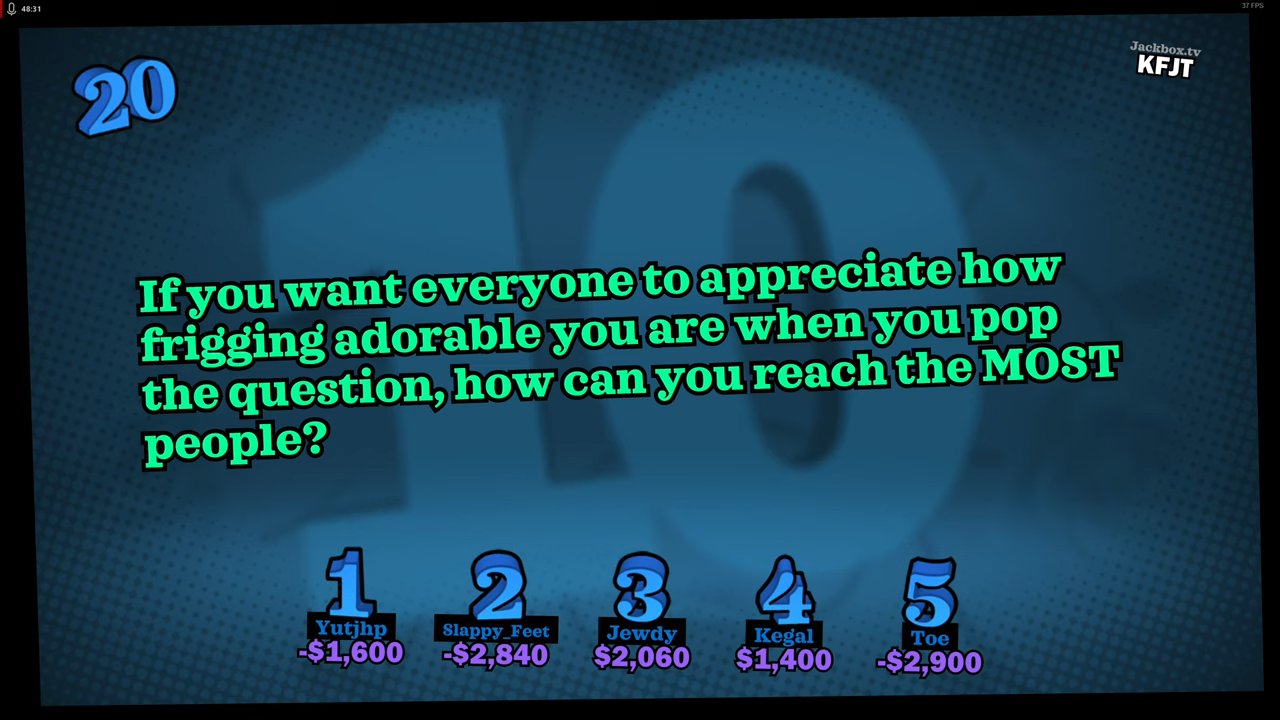 48:31
37 FPS
20
Jackbox.tv
KFJT
10
If you want everyone to appreciate how
frigging adorable you are when you pop
the question, how can you reach the MOST
people?
1 2 3 4 5
Yutjhp Slappy_Feet Jewdy Kegal Toe
-$1,600 -$2,840 $2,060 $1,400 -$2,900